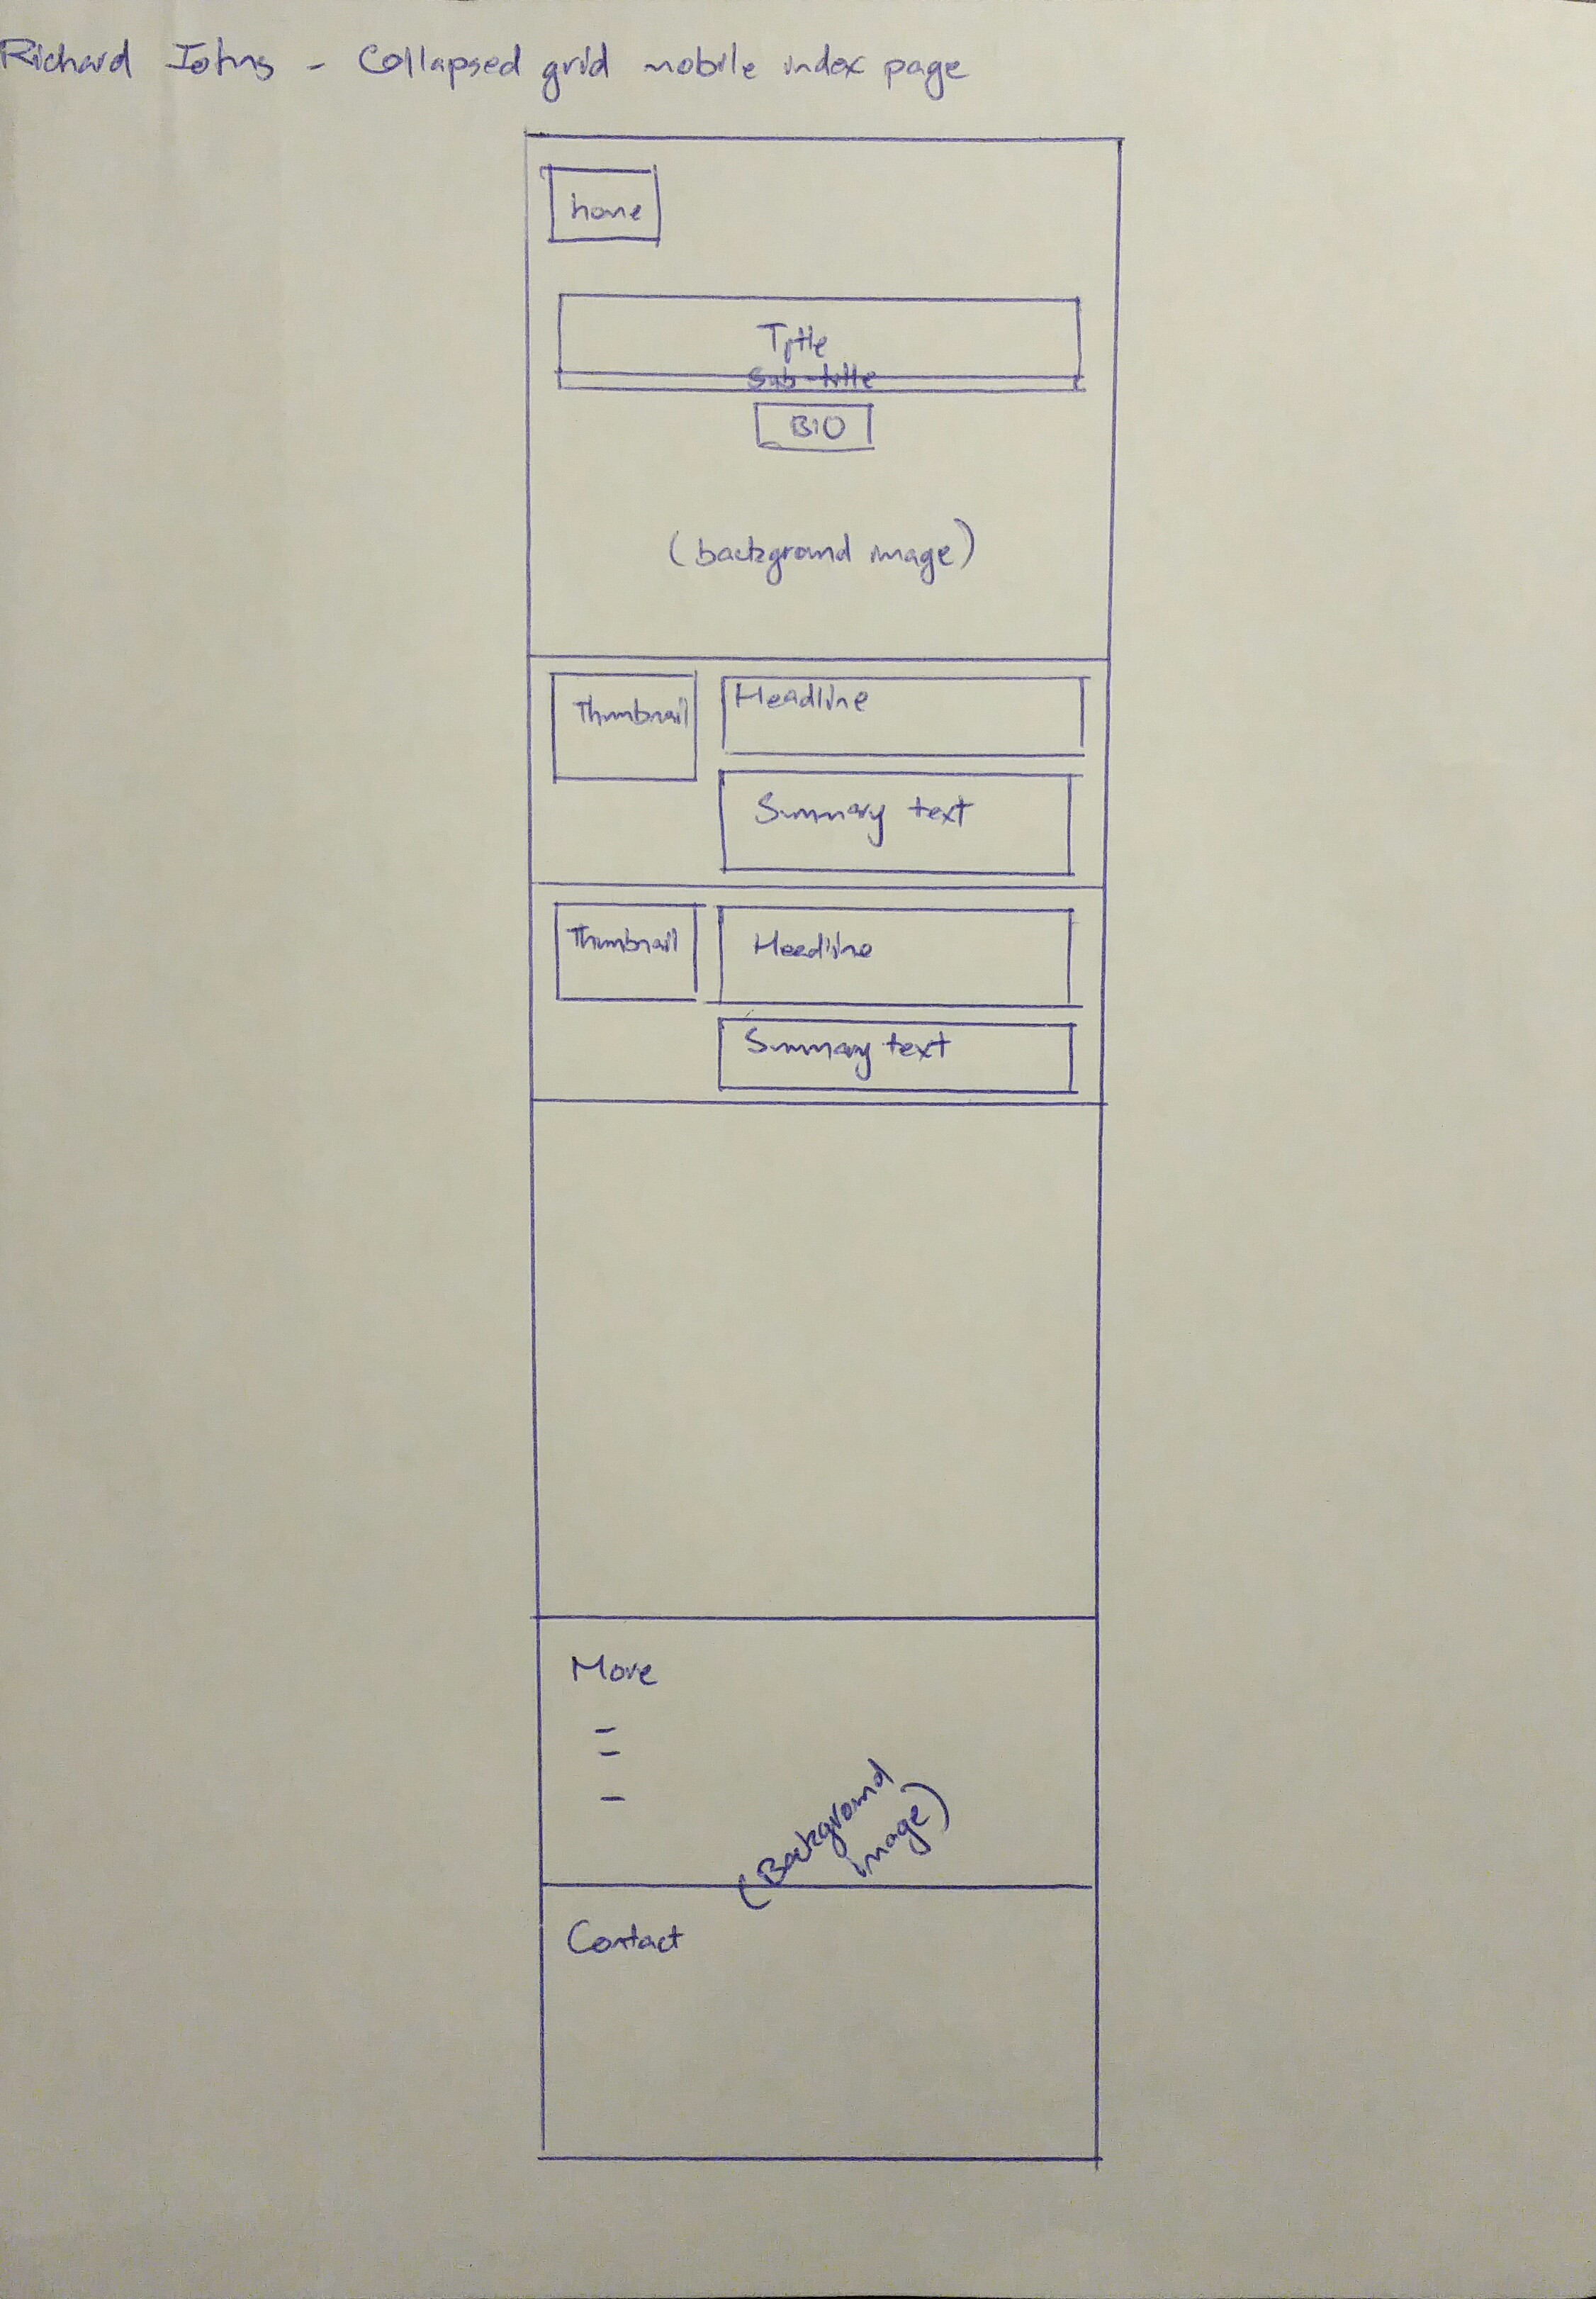 Richard Johns - Collapsed grid mobile index page
home
Title
Sub-title
BIO
(background image)
Thumbnail
Headline
Summary text
Thumbnail
Headline
Summary text
More
-
-
-
(Background
image)
Contact